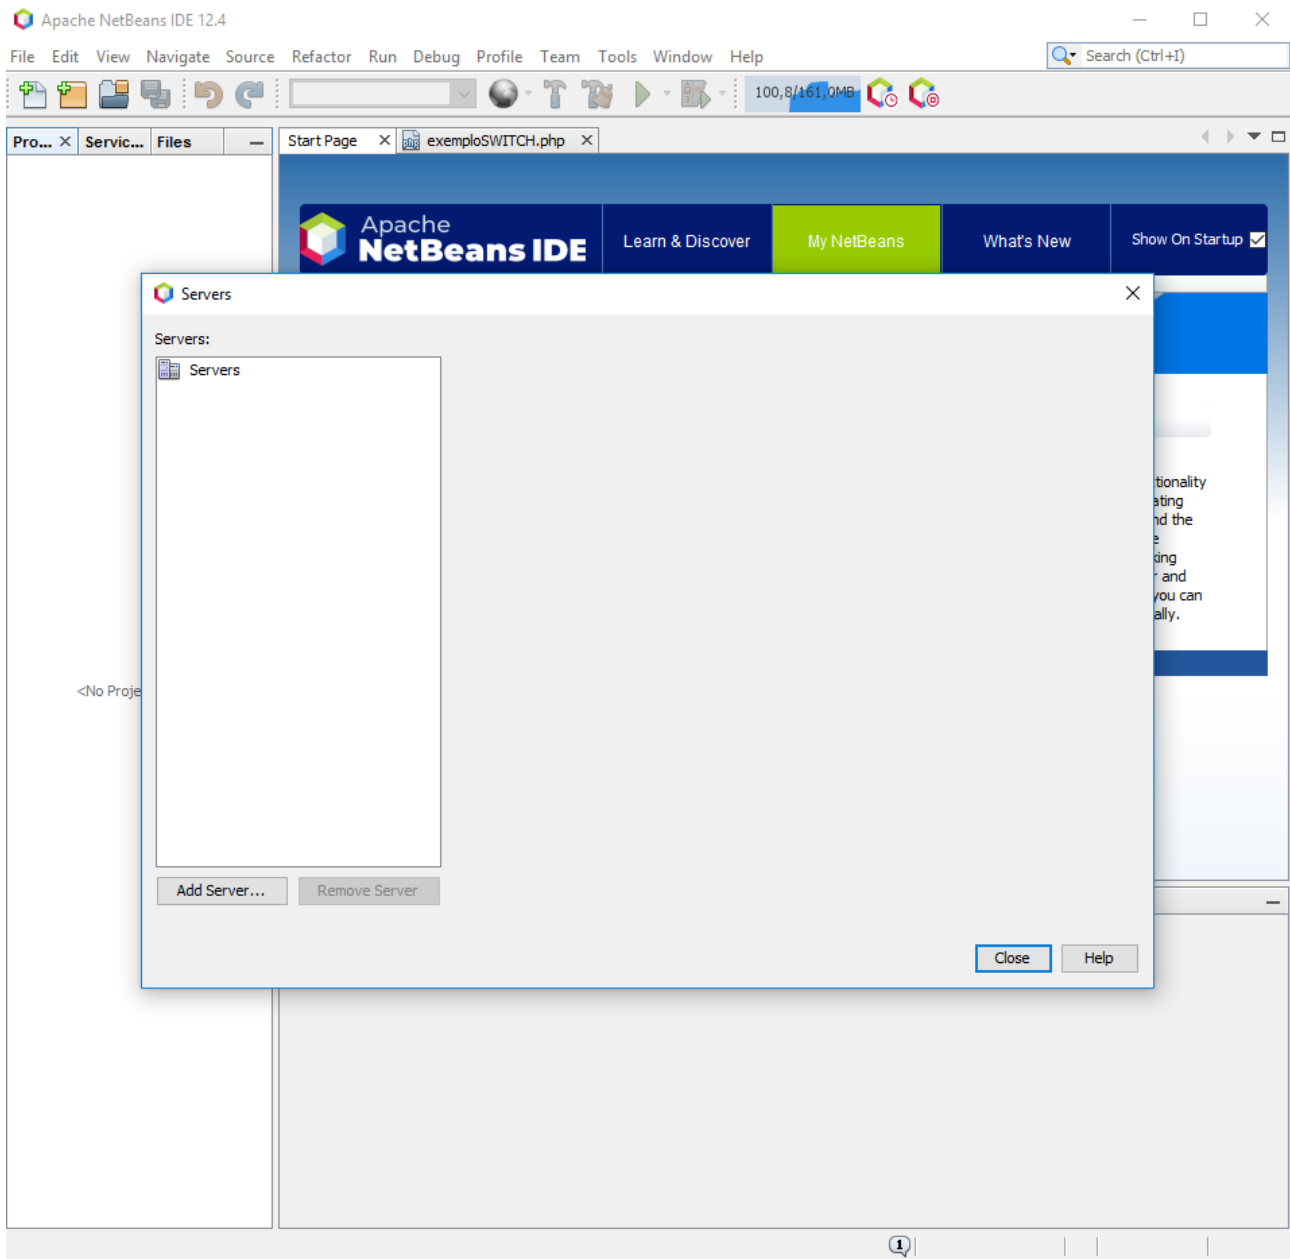 Apache NetBeans IDE 12.4
File Edit View Navigate Source Refactor Run Debug Profile Team Tools Window Help
Search (Ctrl+I)
100,8/161,0MB
Pro... Servic... Files
Start Page exemploSWITCH.php
Apache
NetBeans IDE
Learn & Discover
My NetBeans
What's New
Show On Startup
Servers
Servers:
Servers
tionality
ating
nd the
e
king
r and
you can
ally.
<No Proje
Add Server...
Remove Server
Close
Help
1